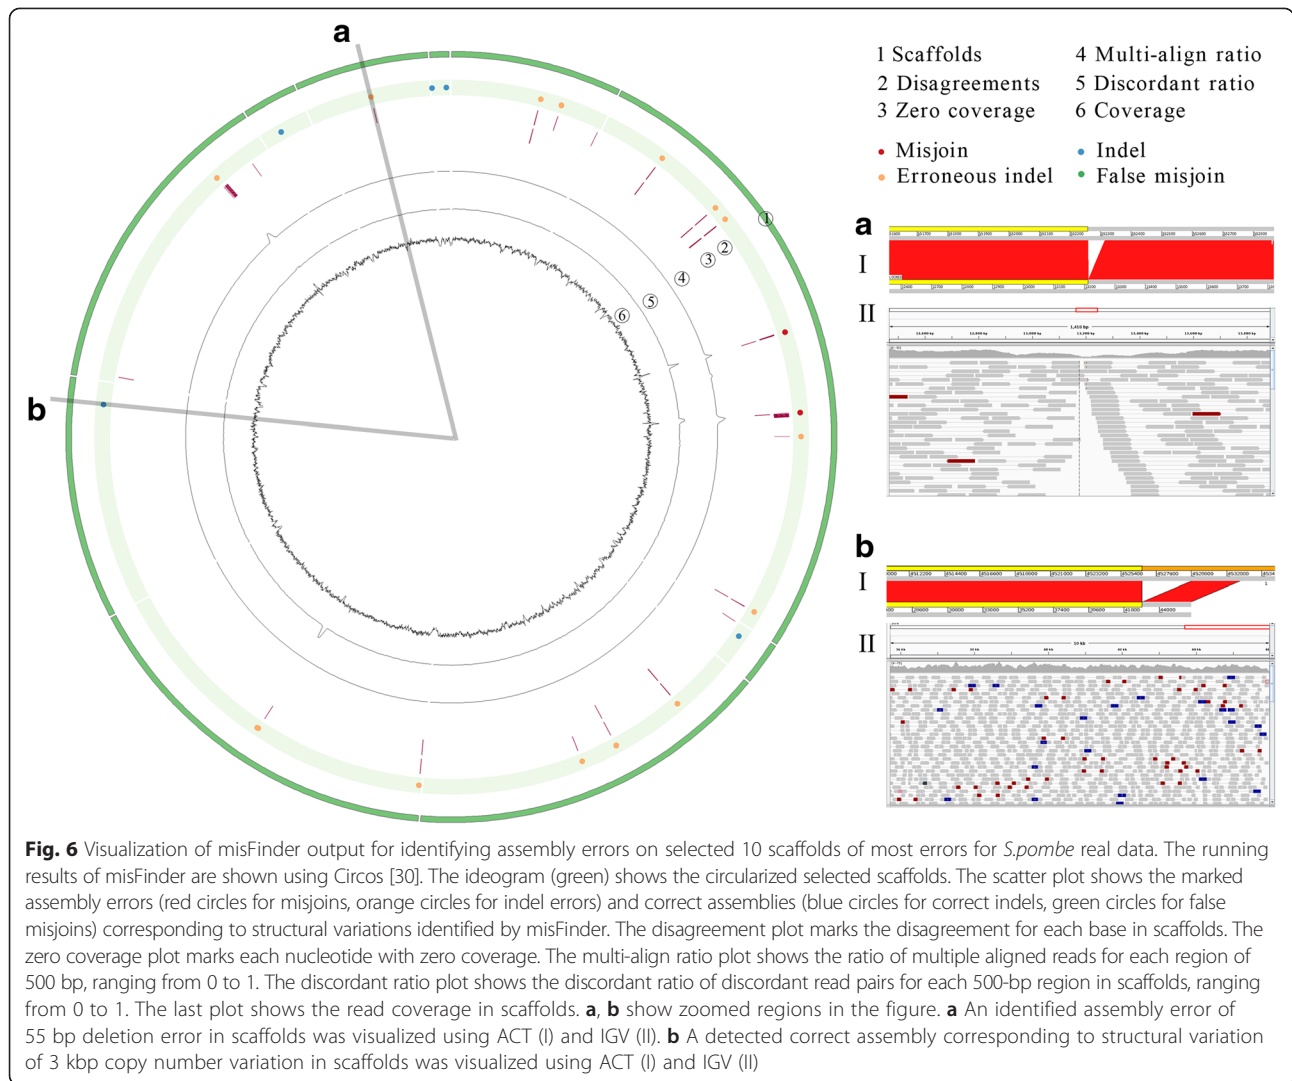 a
b
1
2
3
4
5
6
1 Scaffolds
4 Multi-align ratio
2 Disagreements
5 Discordant ratio
3 Zero coverage
6 Coverage
Misjoin
Indel
Erroneous indel
False misjoin
a
I
II
1,410 bp
b
I
II
10 kb
Fig. 6 Visualization of misFinder output for identifying assembly errors on selected 10 scaffolds of most errors for S.pombe real data. The running
results of misFinder are shown using Circos [30]. The ideogram (green) shows the circularized selected scaffolds. The scatter plot shows the marked
assembly errors (red circles for misjoins, orange circles for indel errors) and correct assemblies (blue circles for correct indels, green circles for false
misjoins) corresponding to structural variations identified by misFinder. The disagreement plot marks the disagreement for each base in scaffolds. The
zero coverage plot marks each nucleotide with zero coverage. The multi-align ratio plot shows the ratio of multiple aligned reads for each region of
500 bp, ranging from 0 to 1. The discordant ratio plot shows the discordant ratio of discordant read pairs for each 500-bp region in scaffolds, ranging
from 0 to 1. The last plot shows the read coverage in scaffolds. a, b show zoomed regions in the figure. a An identified assembly error of
55 bp deletion error in scaffolds was visualized using ACT (I) and IGV (II). b A detected correct assembly corresponding to structural variation
of 3 kbp copy number variation in scaffolds was visualized using ACT (I) and IGV (II)